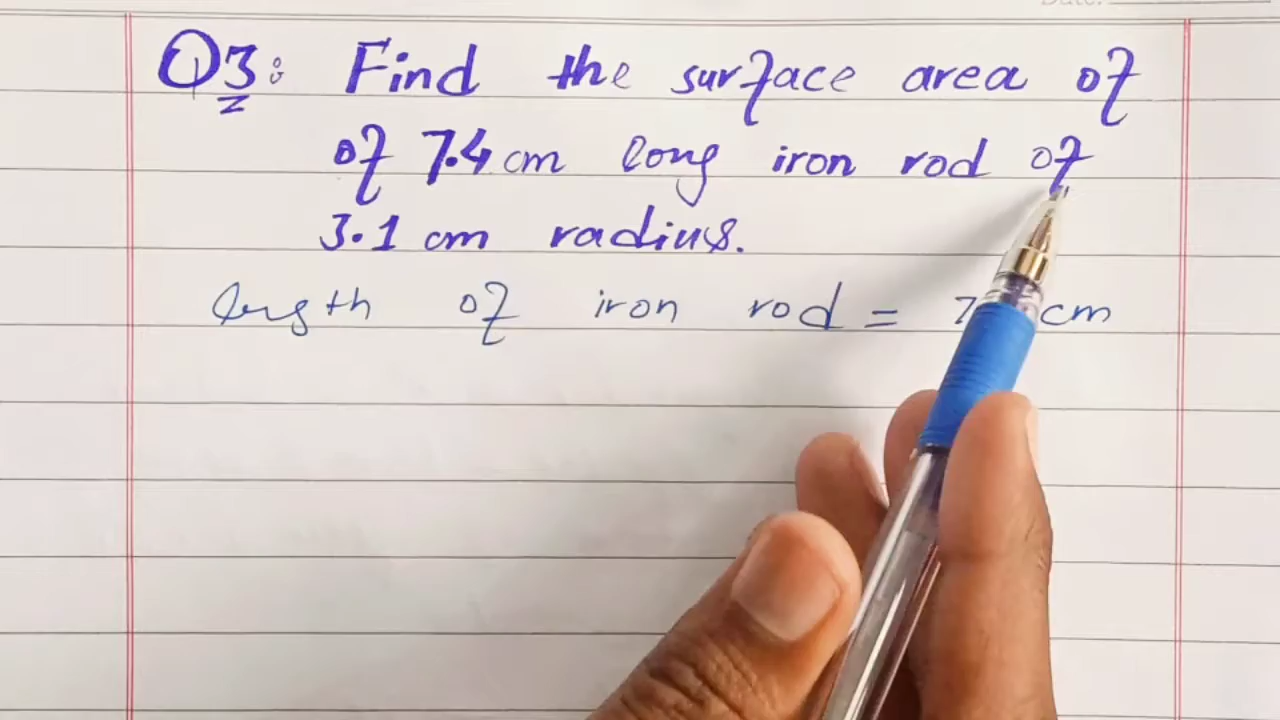 Q3: Find the surface area of
of 7.4 cm long iron rod of
3.1 cm radius.
length of iron rod = 7 cm